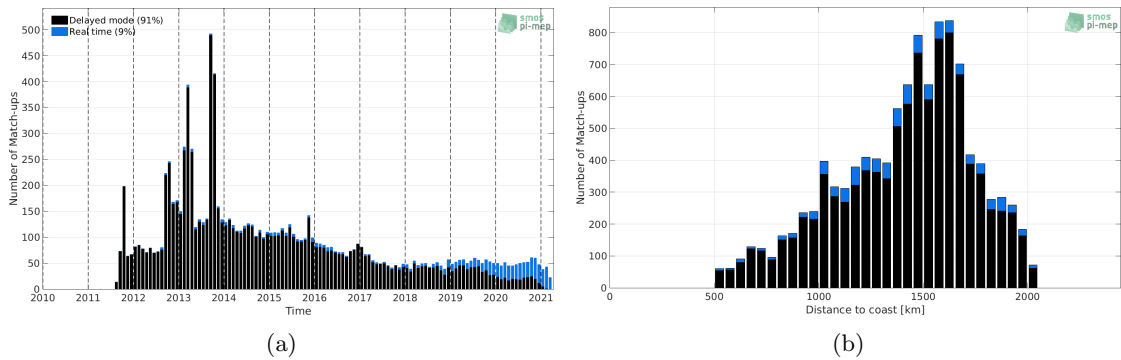 Delayed mode (91%)
Real time (9%)
smos
pi-mep
Number of Match-ups
500
450
400
350
300
250
200
150
100
50
0
2010 2011 2012 2013 2014 2015 2016 2017 2018 2019 2020 2021
Time
(a)
smos
pi-mep
Number of Match-ups
800
700
600
500
400
300
200
100
0
0 500 1000 1500 2000
Distance to coast [km]
(b)